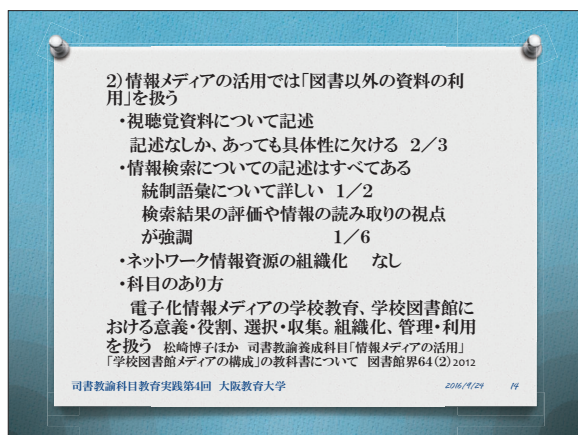 2)情報メディアの活用では「図書以外の資料の利
用」を扱う
・視聴覚資料について記述
記述なしか、あっても具体性に欠ける 2/3
・情報検索についての記述はすべてある
統制語彙について詳しい 1/2
検索結果の評価や情報の読み取りの視点
が強調 1/6
・ネットワーク情報資源の組織化 なし
・科目のあり方
電子化情報メディアの学校教育、学校図書館に
おける意義・役割、選択・収集。組織化、管理・利用
を扱う 松崎博子ほか 司書教諭養成科目「情報メディアの活用」
「学校図書館メディアの構成」の教科書について 図書館界64(2)2012
司書教諭科目教育実践第4回 大阪教育大学 2016/9/24 14